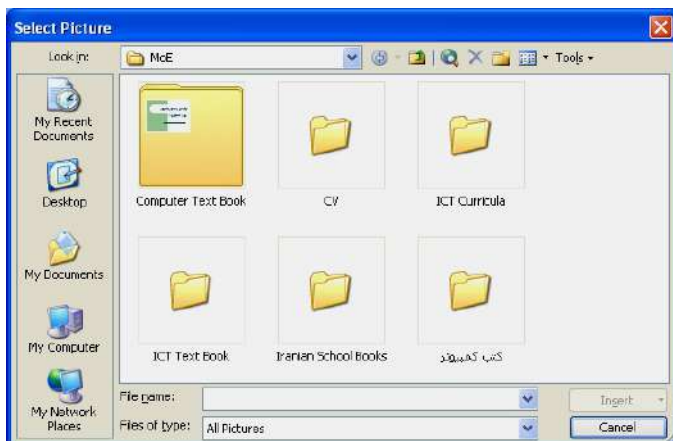 Select Picture
Look in:
McE
Tools
My Recent
Documents
Desktop
My Documents
My Computer
My Network
Places
Computer Text Book
CV
ICT Curricula
ICT Text Book
Iranian School Books
کتب کمپیوتر
File name:
Files of type:
All Pictures
Insert
Cancel